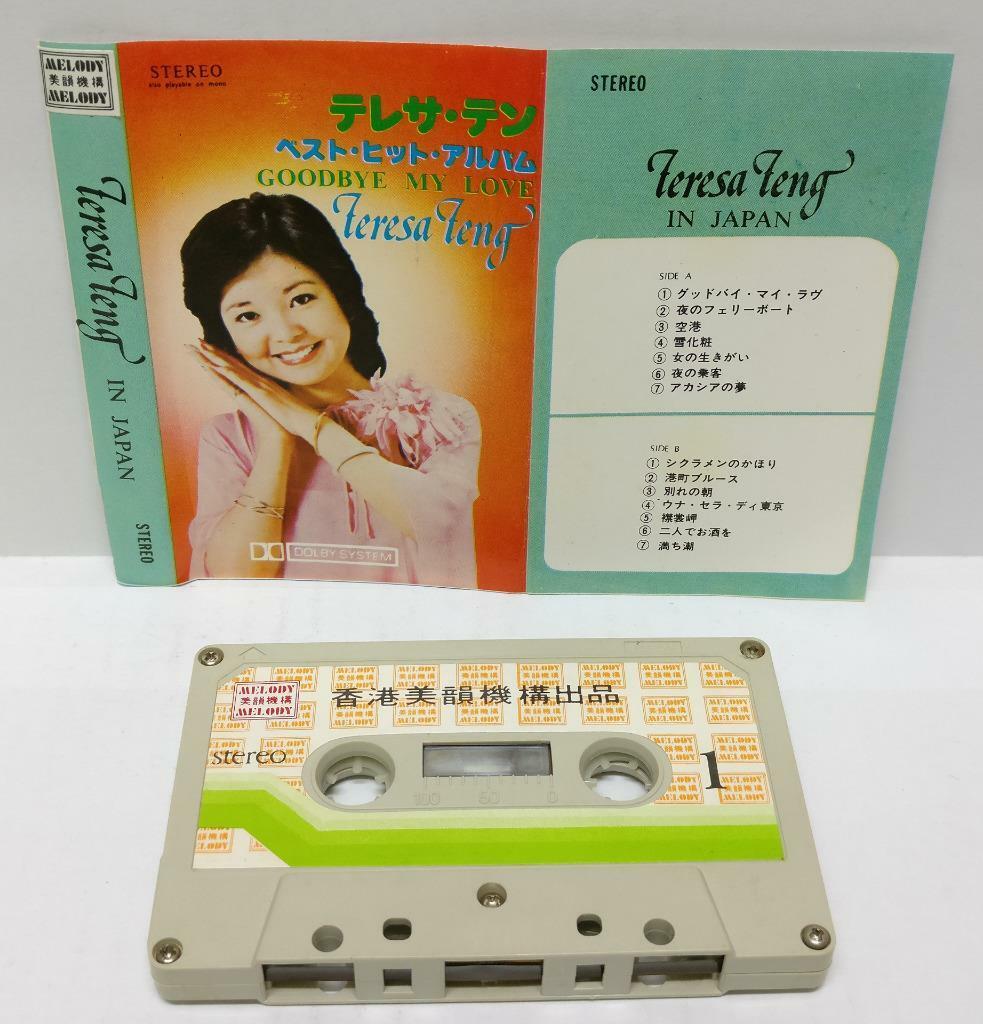 MELODY
美韻機構
MELODY
Teresa Teng
IN JAPAN
STEREO
STEREO
also playable on mono
テレサ・テン
ベスト・ヒット・アルバム
GOODBYE MY LOVE
Teresa Teng
DOLBY SYSTEM
STEREO
Teresa Teng
IN JAPAN
SIDE A
① グッドバイ・マイ・ラヴ
② 夜のフェリーボート
③ 空港
④ 雪化粧
⑤ 女の生きがい
⑥ 夜の乗客
⑦ アカシアの夢
SIDE B
① シクラメンのかほり
② 港町ブルース
③ 別れの朝
④ ウナ・セラ・ディ東京
⑤ 襟裳岬
⑥ 二人でお酒を
⑦ 満ち潮
MELODY
美韻機構
MELODY
香港美韻機構出品
stereo
1
100 50 0